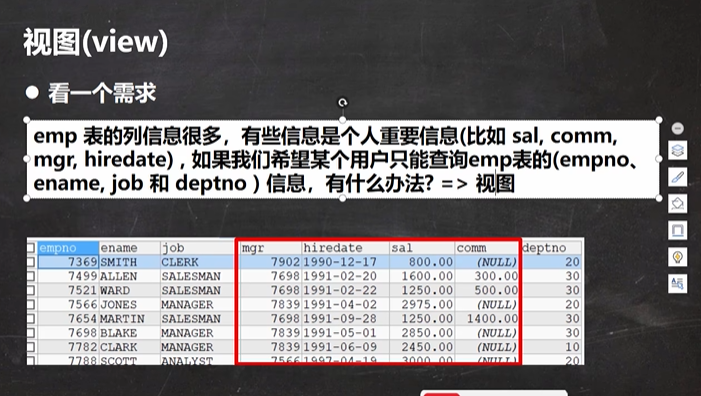 视图(view)
看一个需求
emp 表的列信息很多，有些信息是个人重要信息(比如 sal, comm,
mgr, hiredate) , 如果我们希望某个用户只能查询emp表的(empno、
ename, job 和 deptno ) 信息，有什么办法? => 视图
empno ename job mgr hiredate sal comm deptno
7369 SMITH CLERK 7902 1990-12-17 800.00 (NULL) 20
7499 ALLEN SALESMAN 7698 1991-02-20 1600.00 300.00 30
7521 WARD SALESMAN 7698 1991-02-22 1250.00 500.00 30
7566 JONES MANAGER 7839 1991-04-02 2975.00 (NULL) 20
7654 MARTIN SALESMAN 7698 1991-09-28 1250.00 1400.00 30
7698 BLAKE MANAGER 7839 1991-05-01 2850.00 (NULL) 30
7782 CLARK MANAGER 7839 1991-06-09 2450.00 (NULL) 10
7788 SCOTT ANALYST 7566 1997-04-19 3000.00 (NULL) 20